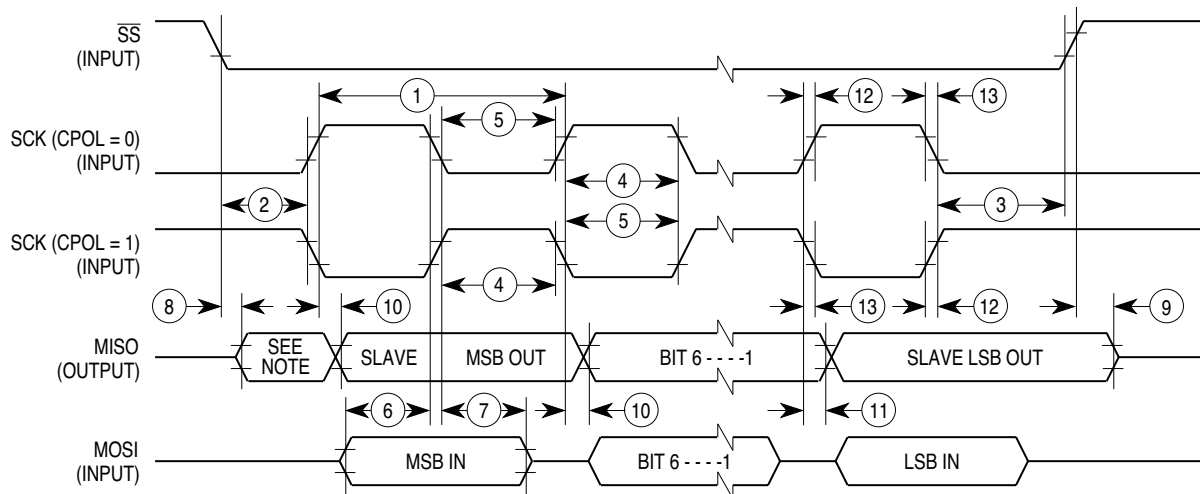 SS
(INPUT)
1
12
13
5
SCK (CPOL = 0)
(INPUT)
4
2
3
5
SCK (CPOL = 1)
(INPUT)
4
8
10
13
12
9
MISO
(OUTPUT)
SEE
NOTE
SLAVE
MSB OUT
BIT 6 - - - -1
SLAVE LSB OUT
6
7
10
11
MOSI
(INPUT)
MSB IN
BIT 6 - - - -1
LSB IN